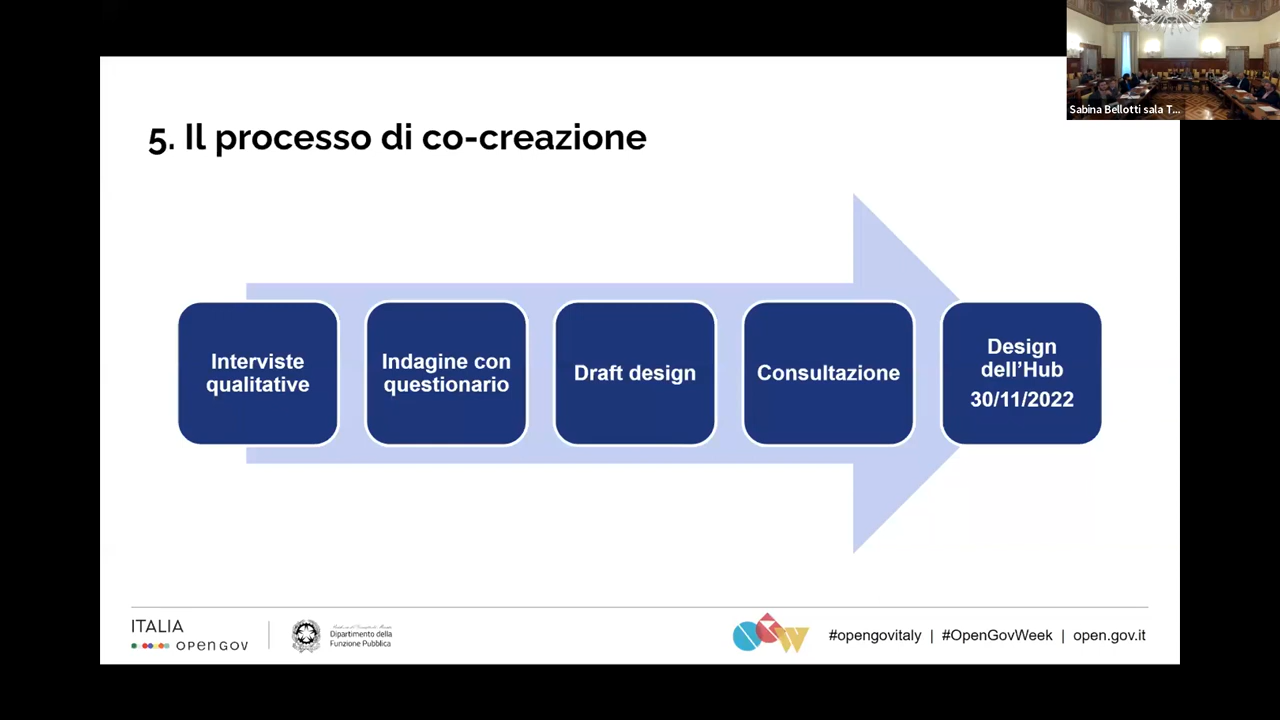 Sabina Bellotti sala T...
5. Il processo di co-creazione
Interviste
qualitative
Indagine con
questionario
Draft design
Consultazione
Design
dell’Hub
30/11/2022
ITALIA
OPEN GOV
Dipartimento della
Funzione Pubblica
#opengovitaly | #OpenGovWeek | open.gov.it